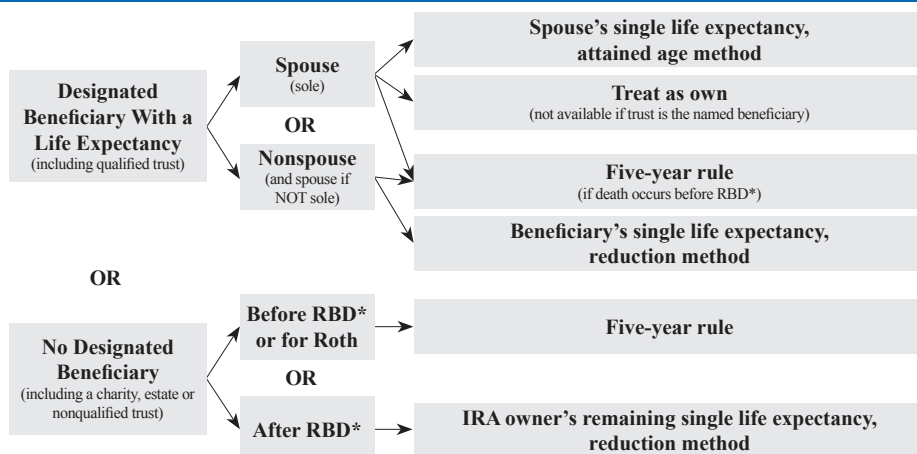 Designated
Beneficiary With a
Life Expectancy
(including qualified trust)
Spouse
(sole)
OR
Nonspouse
(and spouse if
NOT sole)
Spouse's single life expectancy,
attained age method
Treat as own
(not available if trust is the named beneficiary)
Five-year rule
(if death occurs before RBD*)
Beneficiary's single life expectancy,
reduction method
OR
No Designated
Beneficiary
(including a charity, estate or
nonqualified trust)
Before RBD*
or for Roth
OR
After RBD*
Five-year rule
IRA owner's remaining single life expectancy,
reduction method